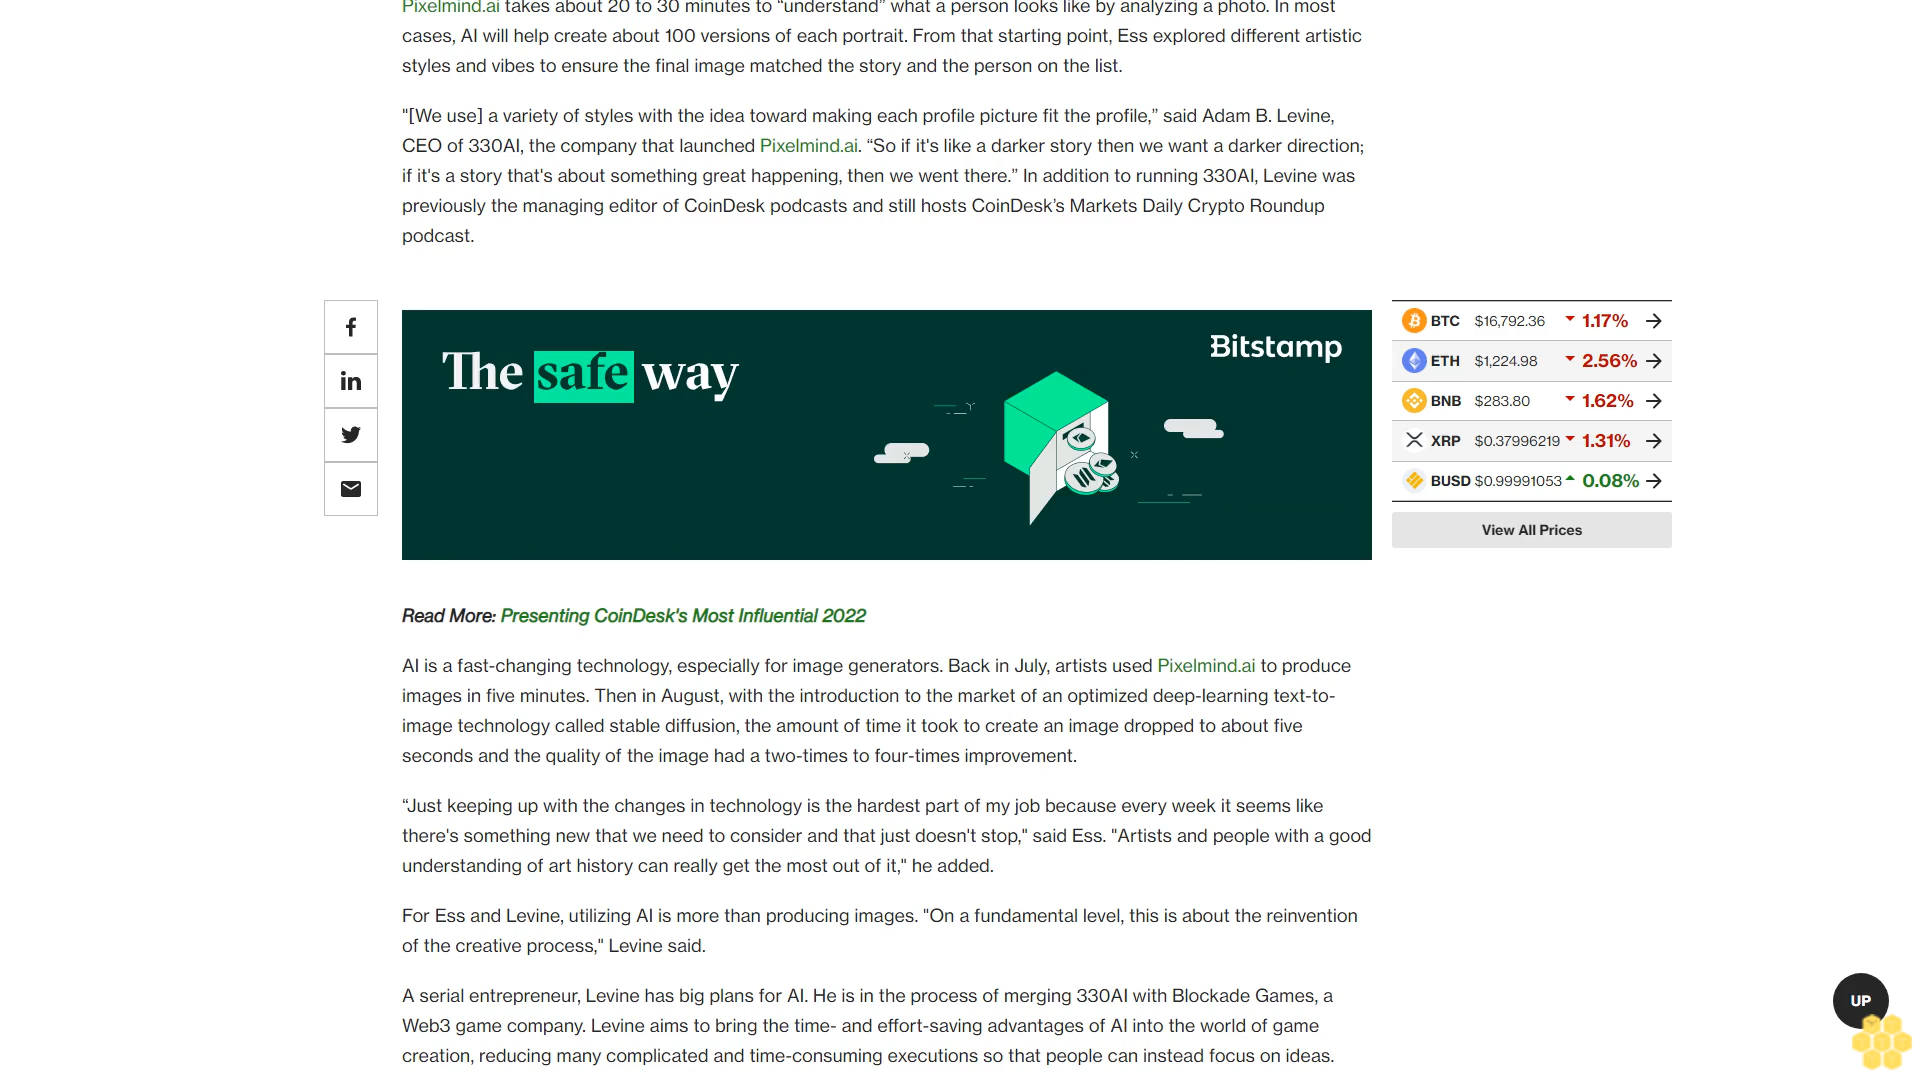 Pixelmind.ai takes about 20 to 30 minutes to “understand” what a person looks like by analyzing a photo. In most
cases, AI will help create about 100 versions of each portrait. From that starting point, Ess explored different artistic
styles and vibes to ensure the final image matched the story and the person on the list.
"[We use] a variety of styles with the idea toward making each profile picture fit the profile,” said Adam B. Levine,
CEO of 330AI, the company that launched Pixelmind.ai. “So if it's like a darker story then we want a darker direction;
if it's a story that's about something great happening, then we went there.” In addition to running 330AI, Levine was
previously the managing editor of CoinDesk podcasts and still hosts CoinDesk’s Markets Daily Crypto Roundup
podcast.
The safe way
Bitstamp
BTC $16,792.36 1.17%
ETH $1,224.98 2.56%
BNB $283.80 1.62%
XRP $0.37996219 1.31%
BUSD $0.99991053 0.08%
View All Prices
Read More: Presenting CoinDesk's Most Influential 2022
AI is a fast-changing technology, especially for image generators. Back in July, artists used Pixelmind.ai to produce
images in five minutes. Then in August, with the introduction to the market of an optimized deep-learning text-to-
image technology called stable diffusion, the amount of time it took to create an image dropped to about five
seconds and the quality of the image had a two-times to four-times improvement.
“Just keeping up with the changes in technology is the hardest part of my job because every week it seems like
there's something new that we need to consider and that just doesn't stop," said Ess. "Artists and people with a good
understanding of art history can really get the most out of it," he added.
For Ess and Levine, utilizing AI is more than producing images. "On a fundamental level, this is about the reinvention
of the creative process," Levine said.
A serial entrepreneur, Levine has big plans for AI. He is in the process of merging 330AI with Blockade Games, a
Web3 game company. Levine aims to bring the time- and effort-saving advantages of AI into the world of game
creation, reducing many complicated and time-consuming executions so that people can instead focus on ideas.
UP